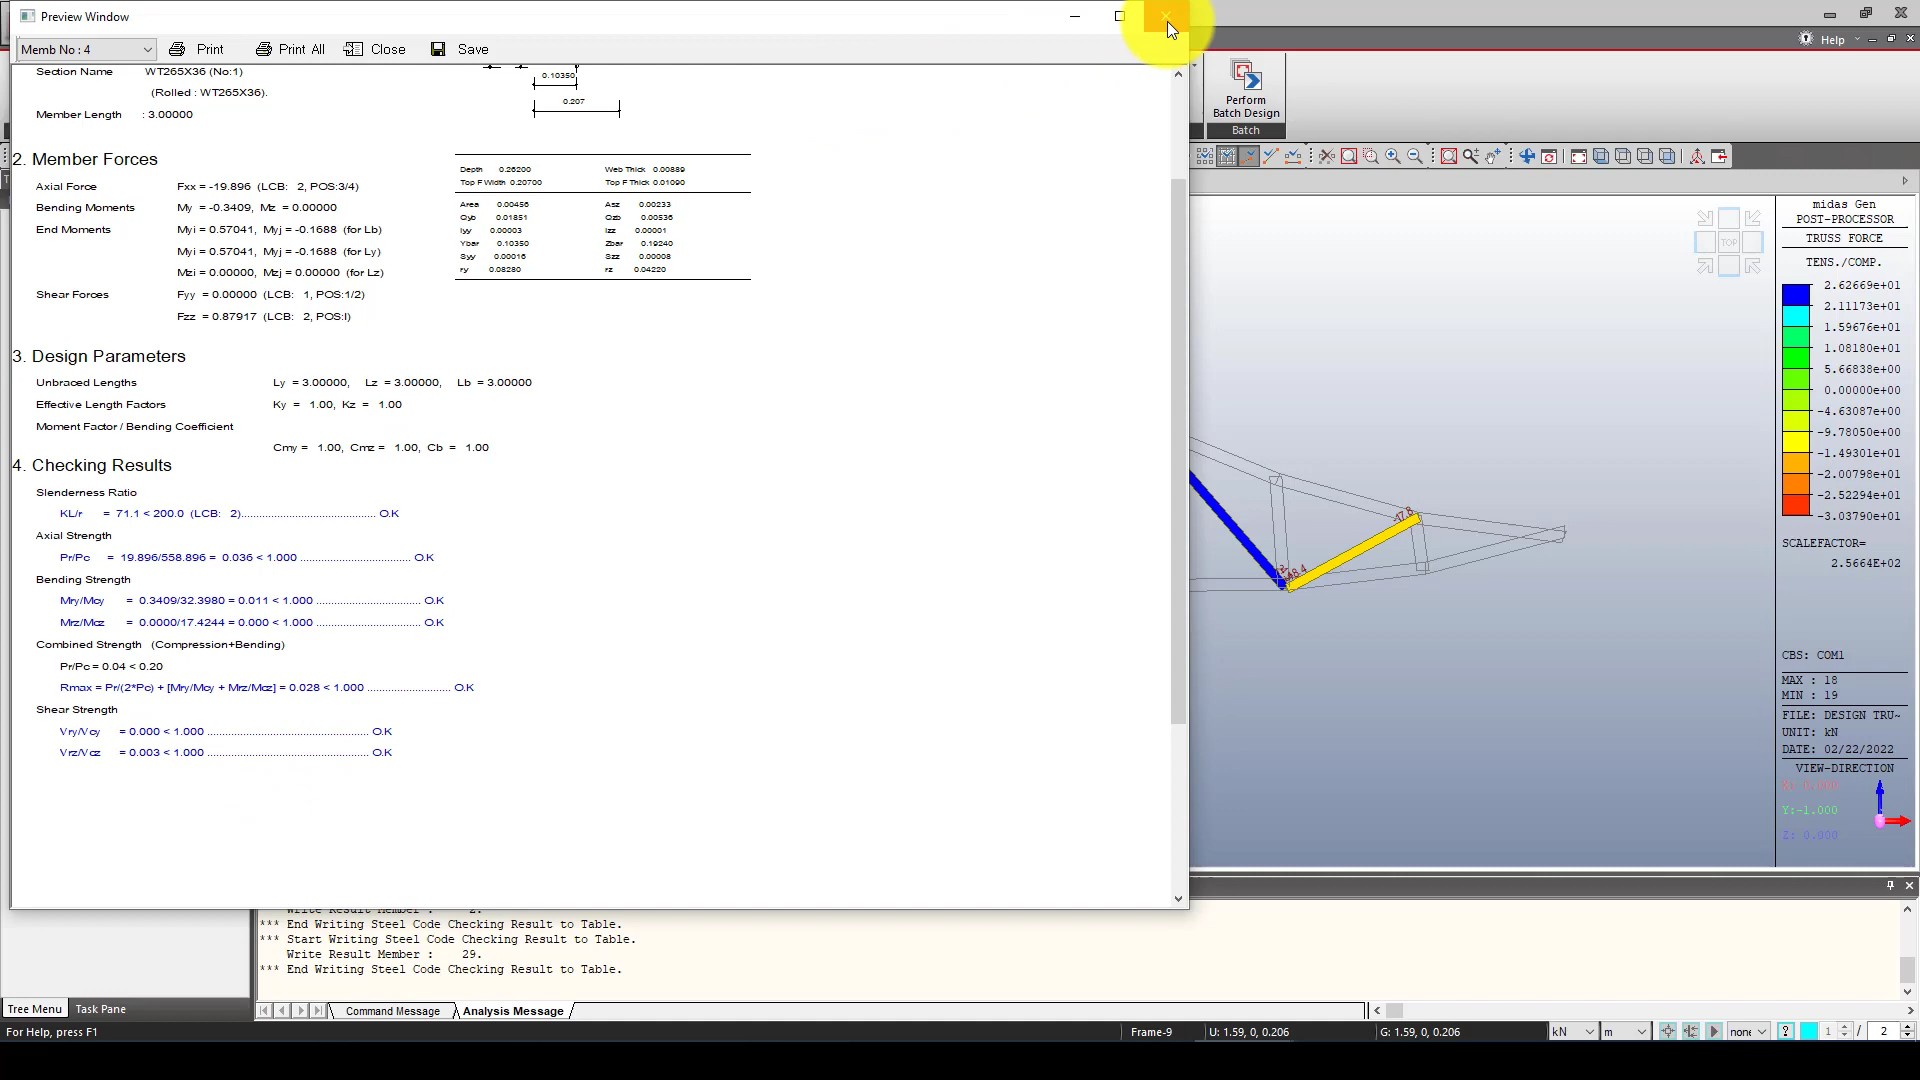 Preview Window
Memb No : 4
Print
Print All
Close
Save
Help
Perform
Batch Design
Batch
Section Name WT265X36 (No:1)
(Rolled : WT265X36).
Member Length : 3.00000
0.10350
0.207
2. Member Forces
Axial Force Fxx = -19.896 (LCB: 2, POS:3/4)
Bending Moments My = -0.3409, Mz = 0.00000
End Moments Myi = 0.57041, Myj = -0.1688 (for Lb)
Myi = 0.57041, Myj = -0.1688 (for Ly)
Mzi = 0.00000, Mzj = 0.00000 (for Lz)
Shear Forces Fyy = 0.00000 (LCB: 1, POS:1/2)
Fzz = 0.87917 (LCB: 2, POS:I)
Depth 0.26200 Web Thick 0.00889
Top F Width 0.20700 Top F Thick 0.01090
Area 0.00456 Asz 0.00233
Qyb 0.01851 Qzb 0.00536
Iyy 0.00003 Izz 0.00001
Ybar 0.10350 Zbar 0.19240
Syy 0.00016 Szz 0.00008
ry 0.08280 rz 0.04220
3. Design Parameters
Unbraced Lengths Ly = 3.00000, Lz = 3.00000, Lb = 3.00000
Effective Length Factors Ky = 1.00, Kz = 1.00
Moment Factor / Bending Coefficient
Cmy = 1.00, Cmz = 1.00, Cb = 1.00
4. Checking Results
Slenderness Ratio
KL/r = 71.1 < 200.0 (LCB: 2)............................................. O.K
Axial Strength
Pr/Pc = 19.896/558.896 = 0.036 < 1.000 ..................................... O.K
Bending Strength
Mry/Mcy = 0.3409/32.3980 = 0.011 < 1.000 ................................... O.K
Mrz/Mcz = 0.0000/17.4244 = 0.000 < 1.000 ................................... O.K
Combined Strength (Compression+Bending)
Pr/Pc = 0.04 < 0.20
Rmax = Pr/(2*Pc) + [Mry/Mcy + Mrz/Mcz] = 0.028 < 1.000 ............................ O.K
Shear Strength
Vry/Vcy = 0.000 < 1.000 ...................................................... O.K
Vrz/Vcz = 0.003 < 1.000 ...................................................... O.K
TOP
-17.8
midas Gen
POST-PROCESSOR
TRUSS FORCE
TENS./COMP.
2.62669e+01
2.11173e+01
1.59676e+01
1.08180e+01
5.66838e+00
0.00000e+00
-4.63087e+00
-9.78050e+00
-1.49301e+01
-2.00798e+01
-2.52294e+01
-3.03790e+01
SCALEFACTOR=
2.5664E+02
CBS: COM1
MAX : 18
MIN : 19
FILE: DESIGN TRU~
UNIT: kN
DATE: 02/22/2022
VIEW-DIRECTION
X: 0.000
Y:-1.000
Z: 0.000
Write Result Member : 2.
*** End Writing Steel Code Checking Result to Table.
*** Start Writing Steel Code Checking Result to Table.
Write Result Member : 29.
*** End Writing Steel Code Checking Result to Table.
Tree Menu
Task Pane
Command Message
Analysis Message
For Help, press F1
Frame-9
U: 1.59, 0, 0.206
G: 1.59, 0, 0.206
kN
m
none
1 / 2